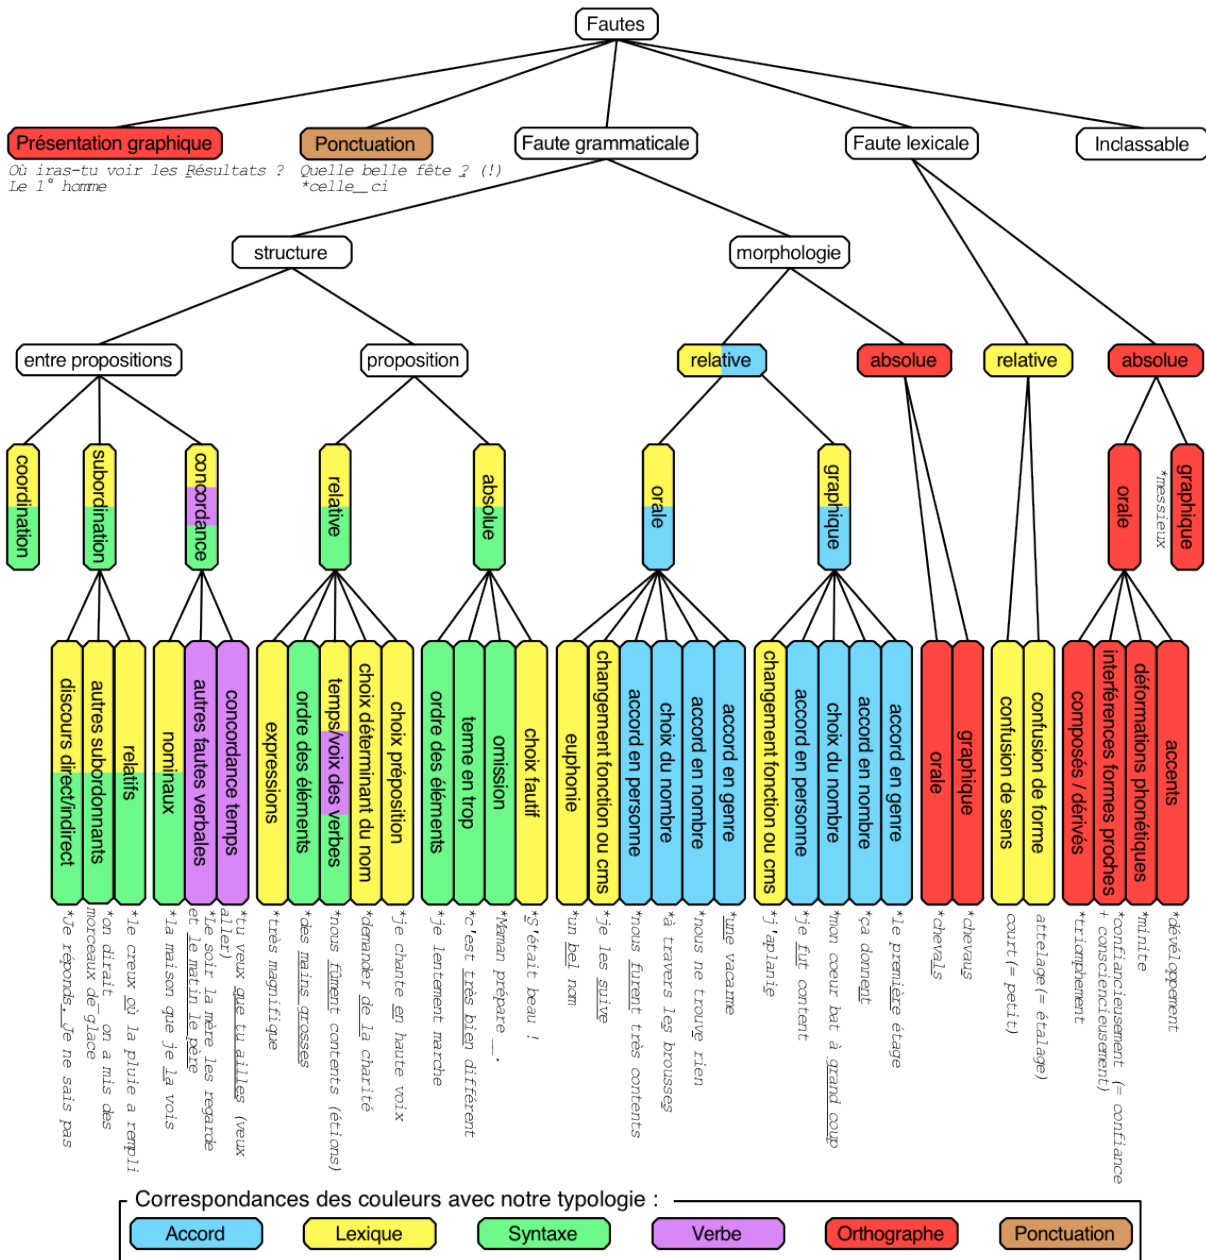 Fautes
Présentation graphique
Ponctuation
Faute grammaticale
Faute lexicale
Inclassable
Où iras-tu voir les Résultats ?
Le 1° homme
Quelle belle fête ? (!)
*celle__ci
structure
morphologie
entre propositions
proposition
relative
absolue
relative
absolue
coordination
subordination
concordance
relative
absolue
orale
graphique
orale
graphique
*messieux
discours direct/indirect
autres subordonnants
relatifs
nominaux
autres fautes verbales
concordance temps
expressions
ordre des éléments
temps/voix des verbes
choix déterminant du nom
choix préposition
ordre des éléments
terme en trop
omission
choix fautif
euphonie
changement fonction ou cms
accord en personne
choix du nombre
accord en nombre
accord en genre
changement fonction ou cms
accord en personne
choix du nombre
accord en nombre
accord en genre
orale
graphique
confusion de sens
confusion de forme
composés / dérivés
interférences formes proches
déformations phonétiques
accents
*Je réponds. Je ne sais pas
*on dirait_ on a mis des
morceaux de_ glace
*le creux où la pluie a rempli
*la maison que je la vois
*Le soir la mère les regarde
et le matin le père
*tu veux que tu ailles (veux
aller)
*très magnifique
*des mains grosses
*nous fûment contents (étions)
*demander de la charité
*je chante en haute voix
*je lentement marche
*c'est très bien différent
*Maman prépare __.
*S'était beau !
*un bel nom
*je les suive
*nous furent très contents
*à travers les brousses
*nous ne trouve rien
*une vacarme
*j'aplansie
*je fut content
*mon coeur bat à grand coup
*ça donnent
*le première étage
*chevals
*chevaus
court(= petit)
attelage(= étalage)
*triomphement
*confiancieusement (= confiance
+ consciencieusement)
*minite
*dévéloppement
Correspondances des couleurs avec notre typologie :
Accord
Lexique
Syntaxe
Verbe
Orthographe
Ponctuation